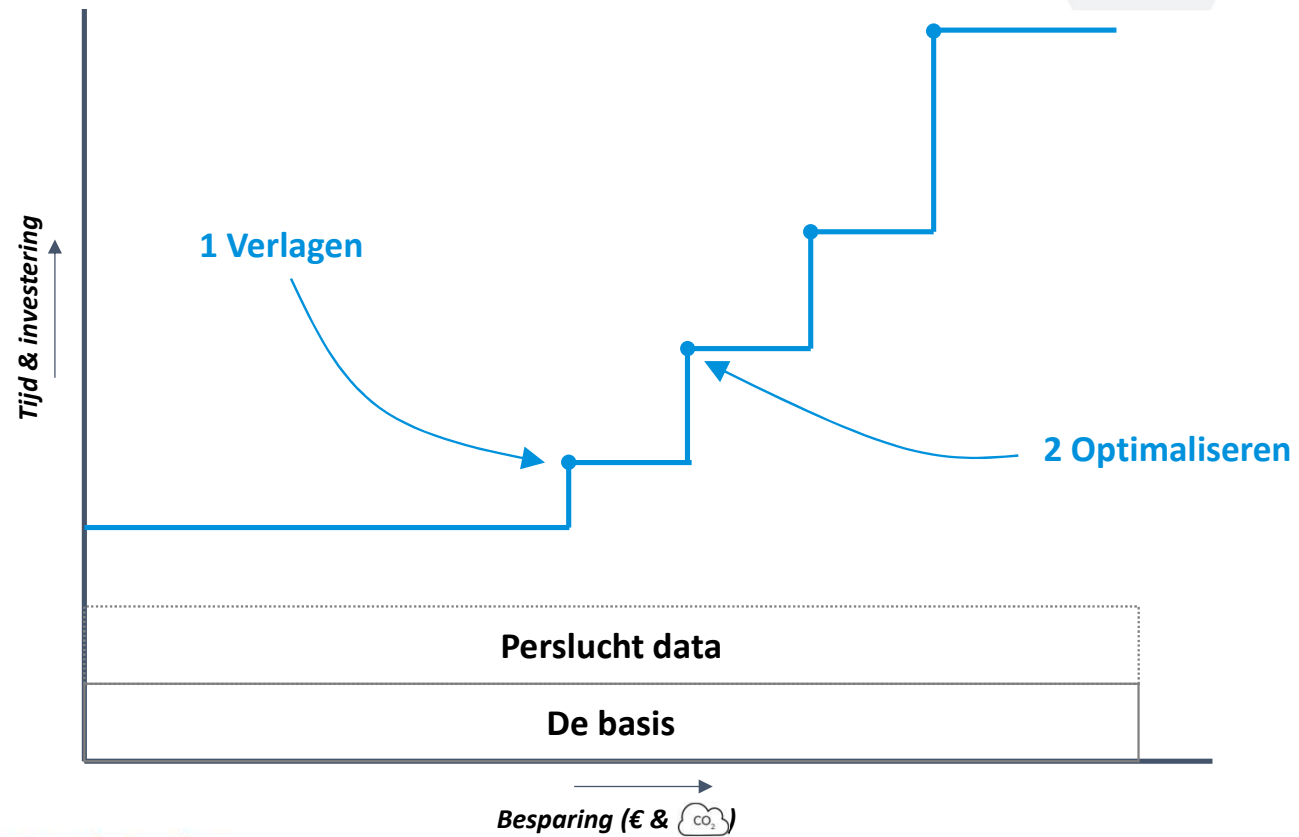 Tijd & investering
1 Verlagen
2 Optimaliseren
Perslucht data
De basis
Besparing (€ & CO₂)